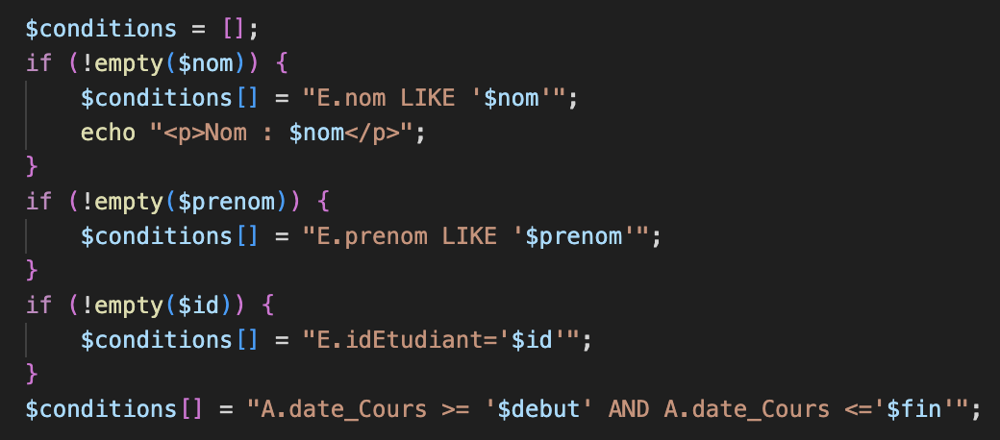 $conditions = [];
if (!empty($nom)) {
    $conditions[] = "E.nom LIKE '$nom'";
    echo "<p>Nom : $nom</p>";
}
if (!empty($prenom)) {
    $conditions[] = "E.prenom LIKE '$prenom'";
}
if (!empty($id)) {
    $conditions[] = "E.idEtudiant='$id'";
}
$conditions[] = "A.date_Cours >= '$debut' AND A.date_Cours <='$fin'";